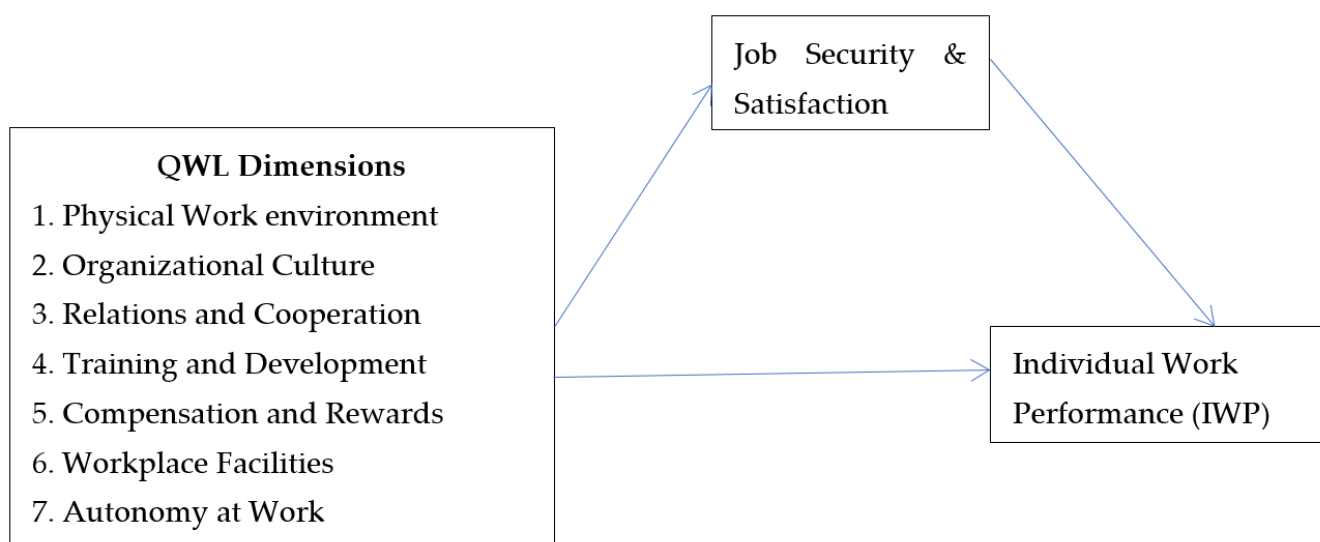 Job Security &
Satisfaction
QWL Dimensions
1. Physical Work environment
2. Organizational Culture
3. Relations and Cooperation
4. Training and Development
5. Compensation and Rewards
6. Workplace Facilities
7. Autonomy at Work
Individual Work
Performance (IWP)